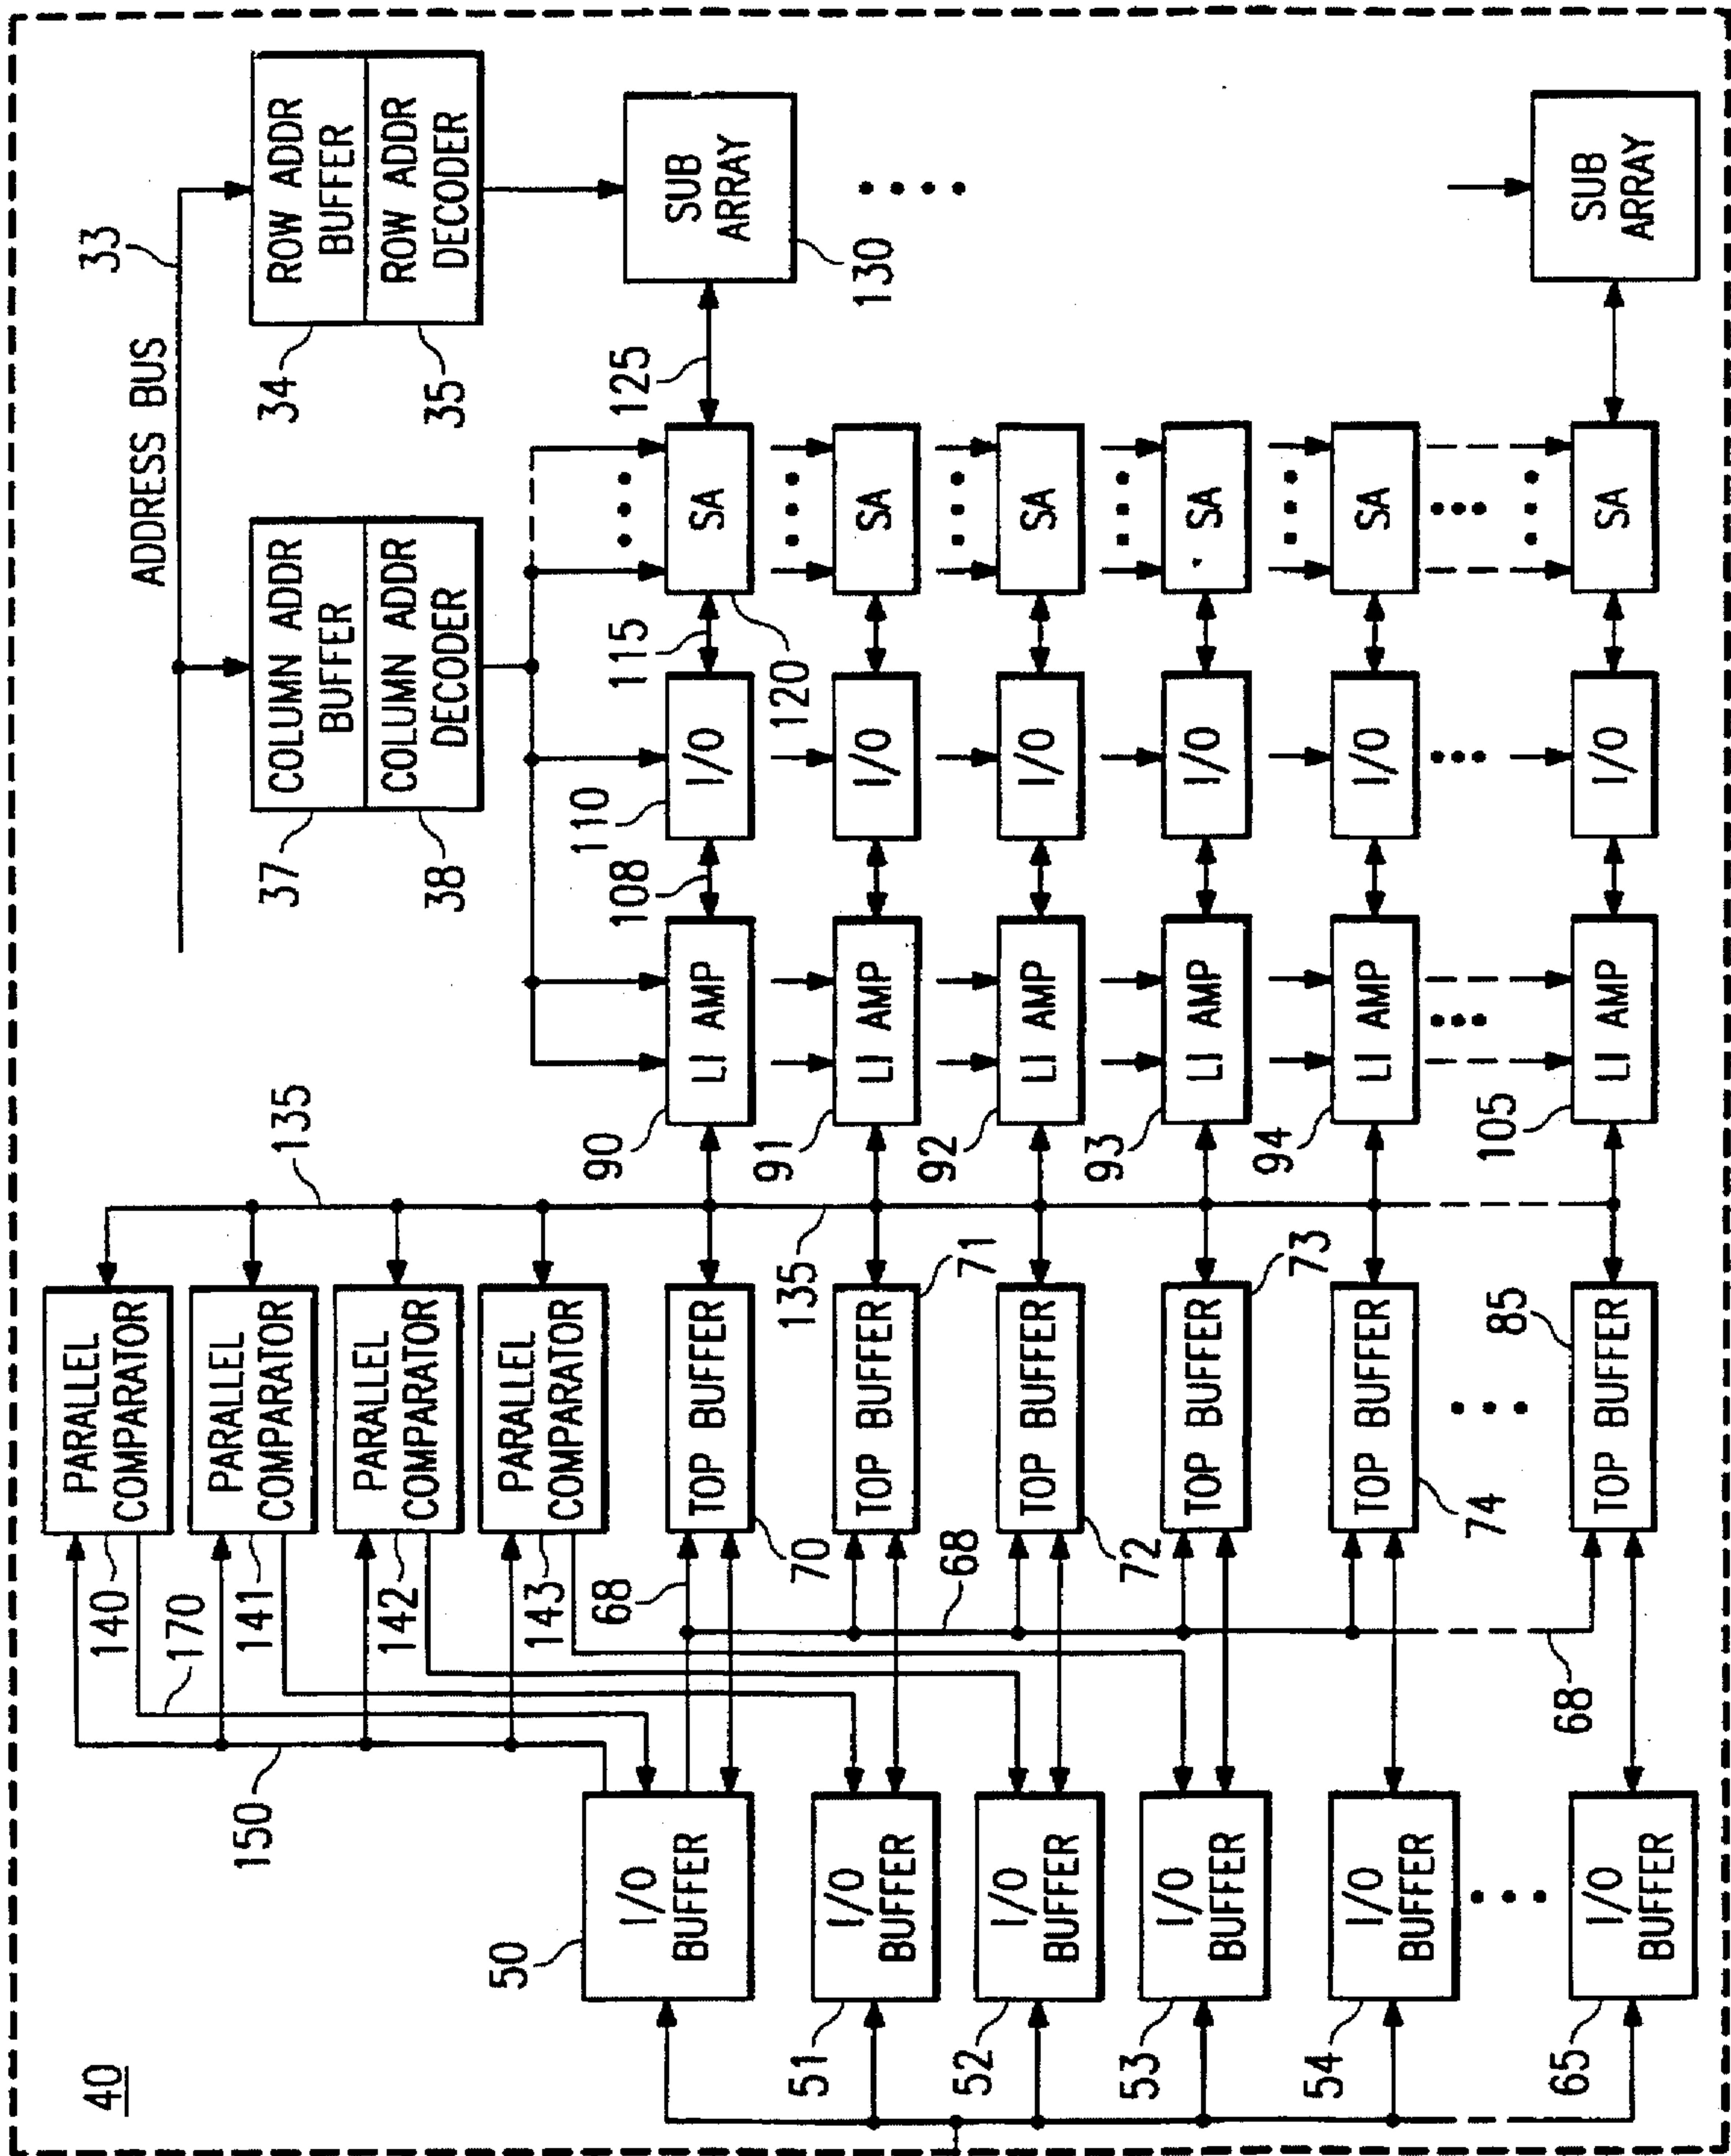 40
ADDRESS BUS
33
COLUMN ADDR
BUFFER
COLUMN ADDR
DECODER
37
38
ROW ADDR
BUFFER
ROW ADDR
DECODER
34
35
PARALLEL
COMPARATOR
140
170
PARALLEL
COMPARATOR
141
PARALLEL
COMPARATOR
142
PARALLEL
COMPARATOR
143
150
135
135
I/O
BUFFER
50
68
TOP BUFFER
70
LI AMP
90
108
I/O
110
115
SA
120
125
SUB
ARRAY
130
I/O
BUFFER
51
TOP BUFFER
71
LI AMP
91
I/O
SA
I/O
BUFFER
52
68
TOP BUFFER
72
LI AMP
92
I/O
SA
I/O
BUFFER
53
TOP BUFFER
73
LI AMP
93
I/O
SA
I/O
BUFFER
54
TOP BUFFER
74
LI AMP
94
I/O
SA
I/O
BUFFER
65
68
TOP BUFFER
85
LI AMP
105
I/O
SA
SUB
ARRAY